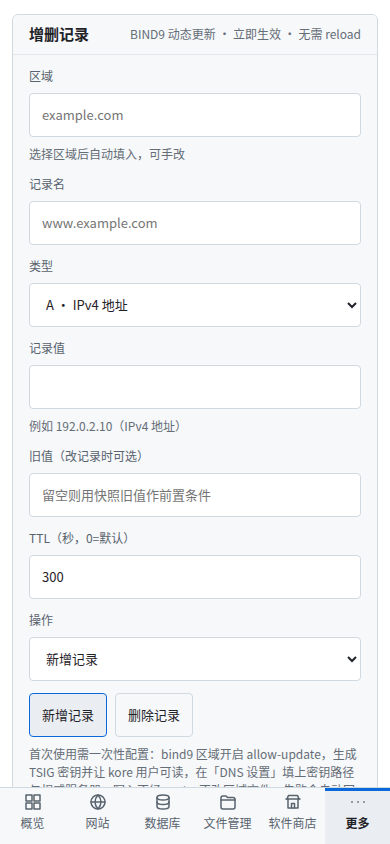 增删记录
BIND9 动态更新 · 立即生效 · 无需 reload
区域
example.com
选择区域后自动填入，可手改
记录名
www.example.com
类型
A · IPv4 地址
记录值
例如 192.0.2.10（IPv4 地址）
旧值（改记录时可选）
留空则用快照旧值作前置条件
TTL（秒，0=默认）
300
操作
新增记录
新增记录
删除记录
首次使用需一次性配置：bind9 区域开启 allow-update，生成
TSIG 密钥并让 kore 用户可读，在「DNS 设置」填上密钥路径
概览
网站
数据库
文件管理
软件商店
更多